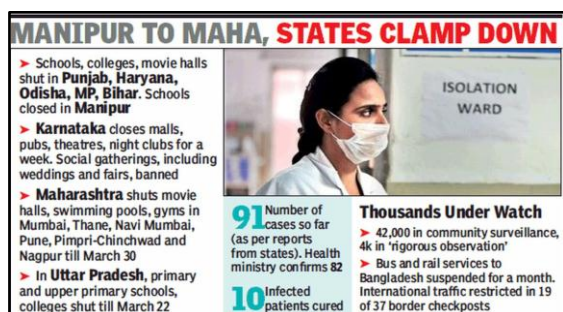 MANIPUR TO MAHA, STATES CLAMP DOWN
➤ Schools, colleges, movie halls
shut in Punjab, Haryana,
Odisha, MP, Bihar. Schools
closed in Manipur
➤ Karnataka closes malls,
pubs, theatres, night clubs for a
week. Social gatherings, including
weddings and fairs, banned
➤ Maharashtra shuts movie
halls, swimming pools, gyms in
Mumbai, Thane, Navi Mumbai,
Pune, Pimpri-Chinchwad and
Nagpur till March 30
➤ In Uttar Pradesh, primary
and upper primary schools,
colleges shut till March 22
ISOLATION
WARD
91 Number of
cases so far
(as per reports
from states). Health
ministry confirms 82
10 Infected
patients cured
Thousands Under Watch
➤ 42,000 in community surveillance,
4k in 'rigorous observation'
➤ Bus and rail services to
Bangladesh suspended for a month.
International traffic restricted in 19
of 37 border checkposts